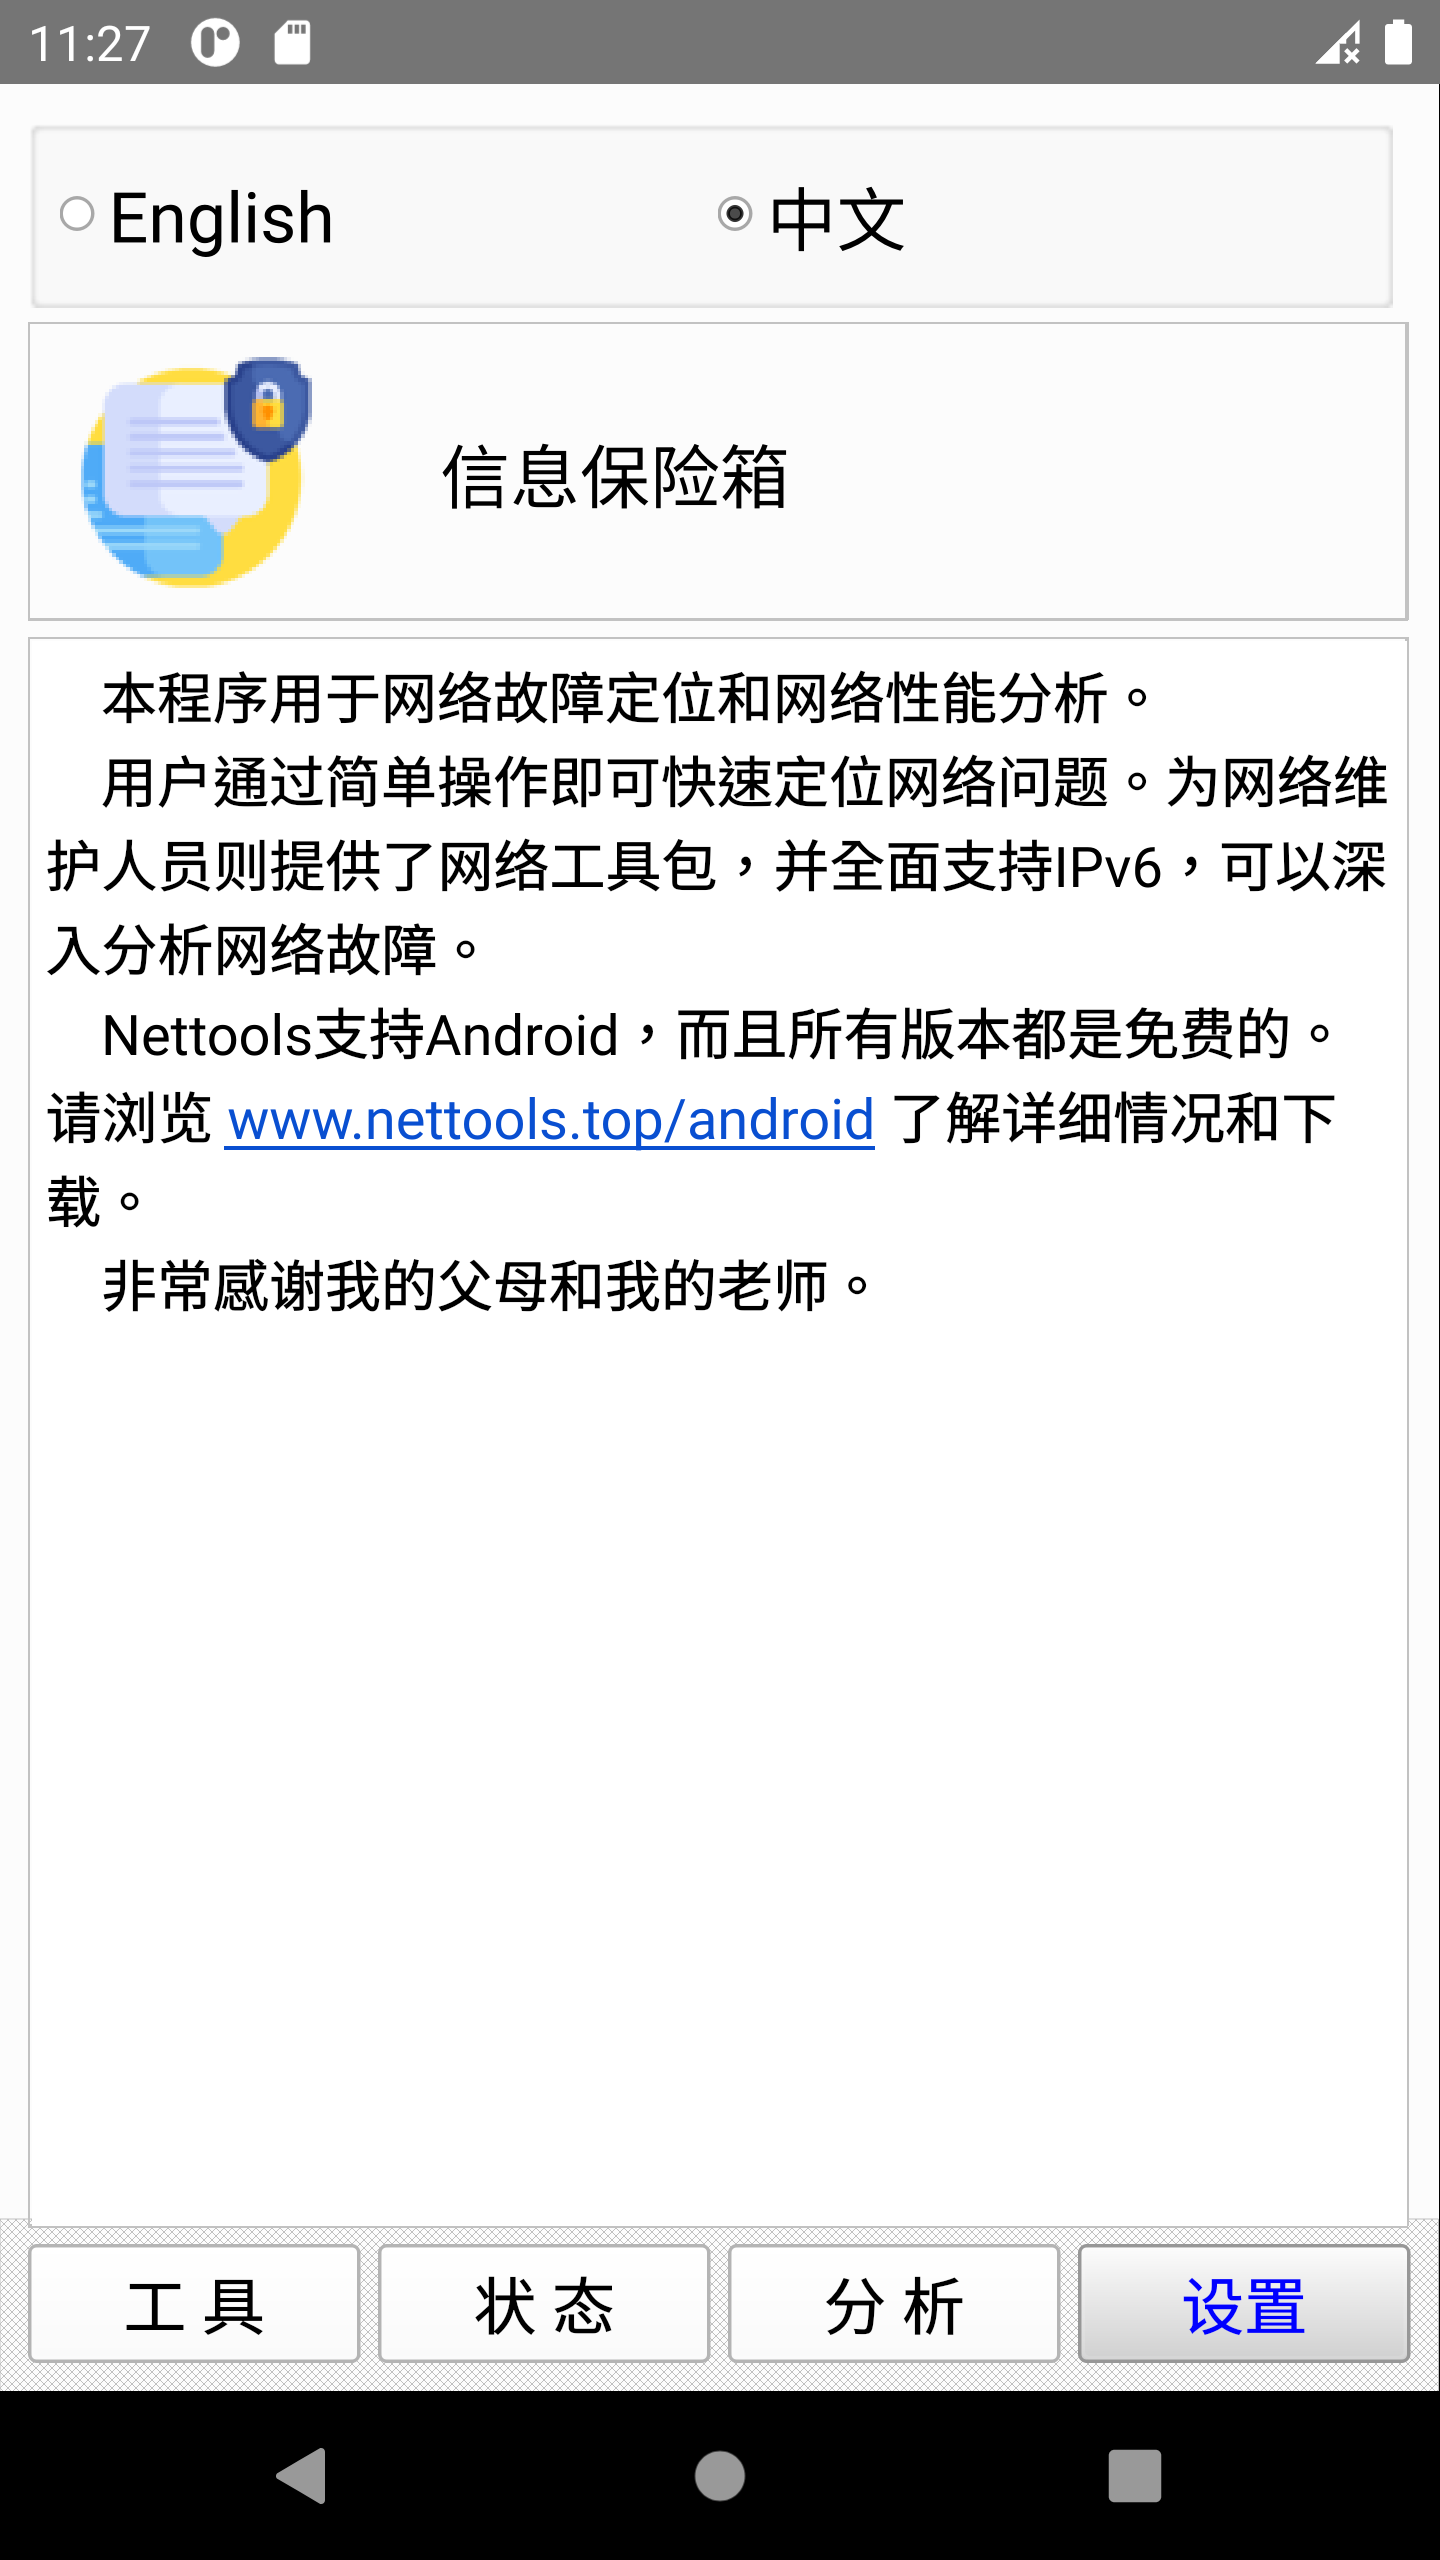 11:27
English
中文
信息保险箱
本程序用于网络故障定位和网络性能分析。
用户通过简单操作即可快速定位网络问题。为网络维
护人员则提供了网络工具包，并全面支持IPv6，可以深
入分析网络故障。
Nettools支持Android，而且所有版本都是免费的。
请浏览 www.nettools.top/android 了解详细情况和下
载。
非常感谢我的父母和我的老师。
工 具
状 态
分 析
设置